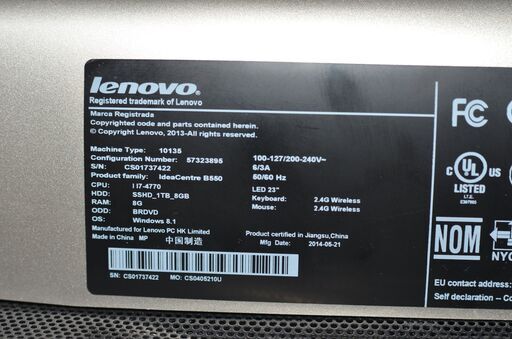 lenovo.
Registered trademark of Lenovo
Marca Registrada
Copyrighted code and parts contained herein.
© Copyright Lenovo, 2013-All rights reserved.
Machine Type: 10135
Configuration Number: 57323895 100-127/200-240V~
S/N: CS01737422 6/3A
Product family: IdeaCentre B550 50/60 Hz
CPU: I I7-4770 LED 23"
HDD: SSHD_1TB_8GB Keyboard: 2.4G Wireless
RAM: 8G Mouse: 2.4G Wireless
ODD: BRDVD
OS: Windows 8.1
Manufactured for Lenovo PC HK Limited Product certified in Jiangsu,China
Made in China MP 中国制造 Mfg Date: 2014-05-21
SN: CS01737422 MO: CS0405210U
FC
c UL us
LISTED
I.T.E.
NOM
NYC
EU contact
address:
Self declaration -- Co